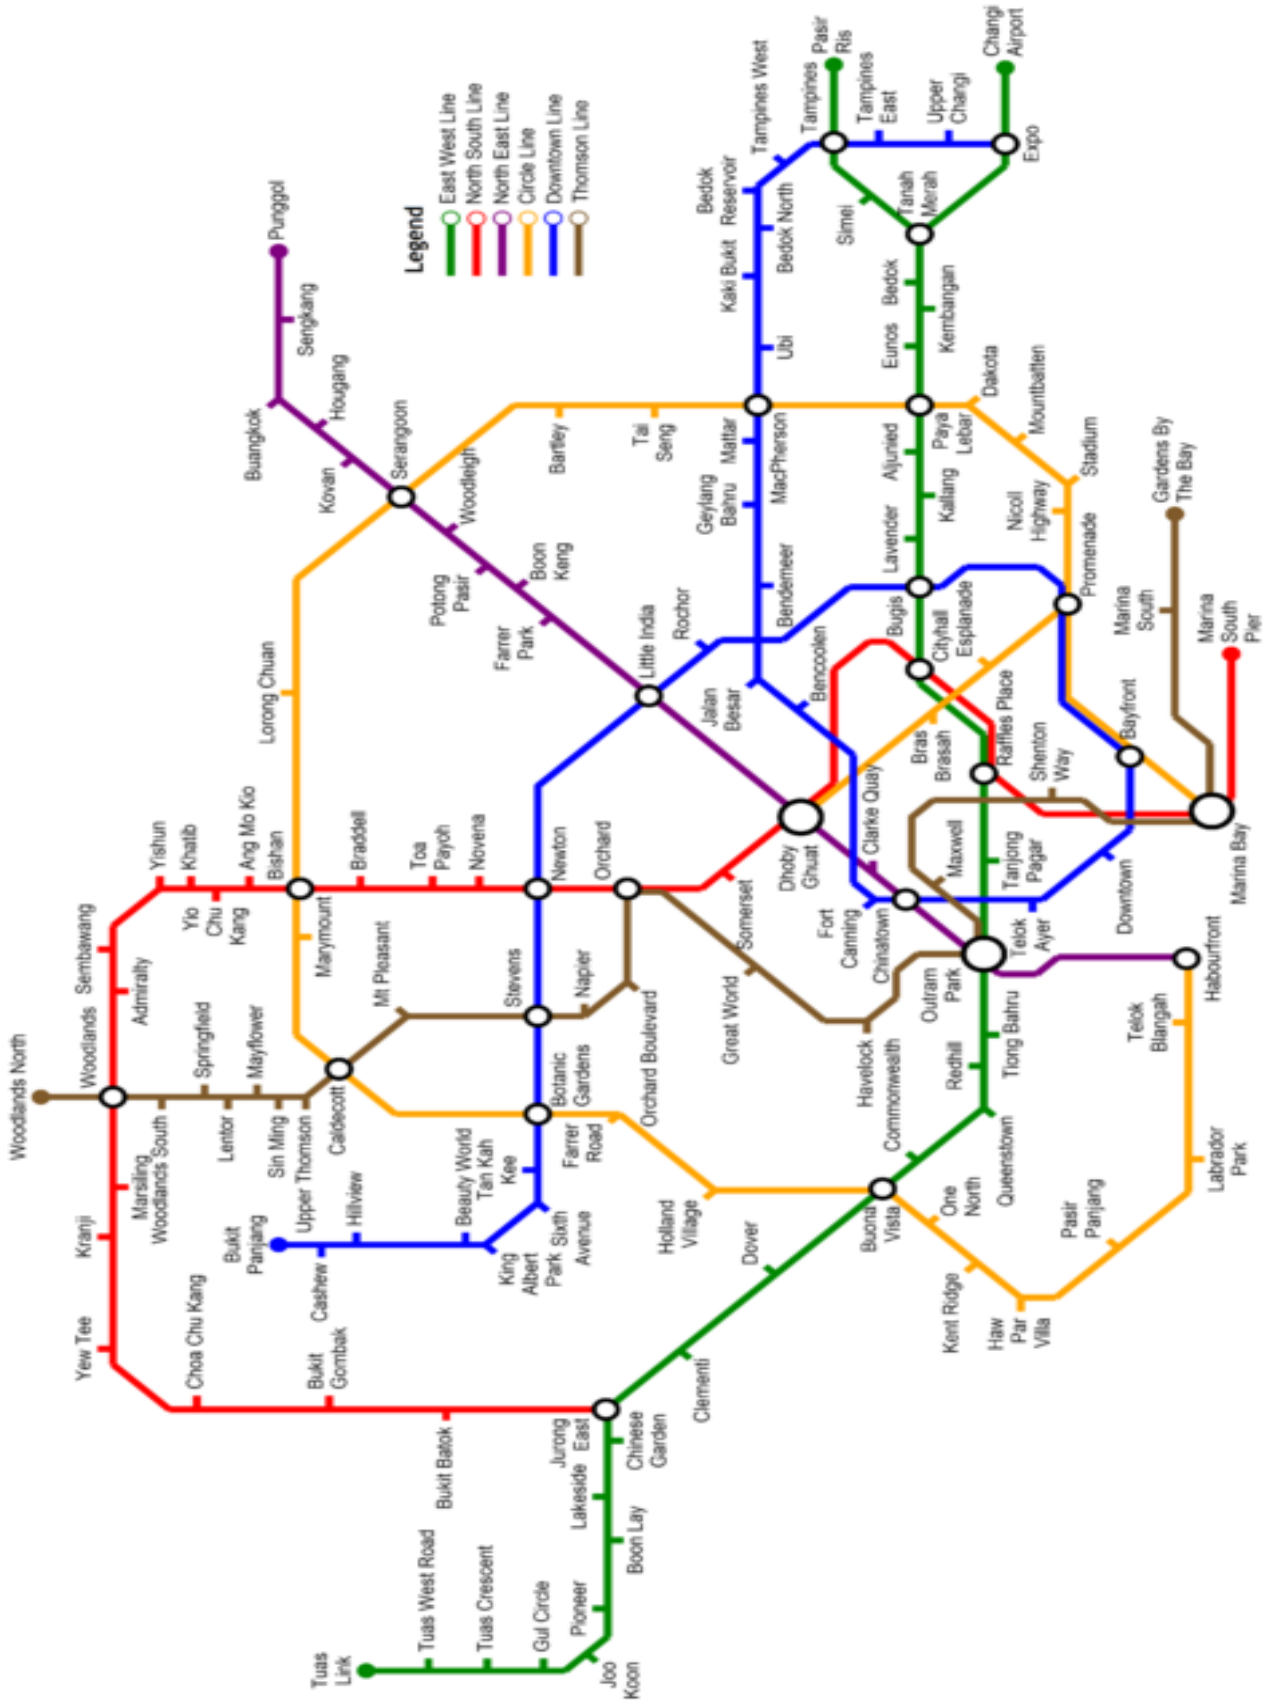 Woodlands North
Woodlands
Sembawang
Admiralty
Yishun
Khatib
Yio
Chu
Kang
Ang Mo Kio
Bishan
Braddell
Toa
Payoh
Novena
Newton
Orchard
Somerset
Dhoby
Ghuat
Yew Tee
Kranji
Marsiling
Woodlands South
Springfield
Lentor
Mayflower
Sin Ming
Upper Thomson
Caldecott
Mt Pleasant
Marymount
Stevens
Napier
Orchard Boulevard
Great World
Havelock
Outram
Park
Maxwell
Shenton
Way
Marina Bay
Marina
South
Gardens By
The Bay
Marina
South
Pier
Choa Chu Kang
Bukit
Gombak
Bukit Batok
Jurong
East
Bukit
Panjang
Cashew
Hillview
Beauty World
King
Albert
Park
Sixth
Avenue
Tan Kah
Kee
Botanic
Gardens
Farrer
Road
Holland
Village
Buona
Vista
One
North
Kent Ridge
Haw
Par
Villa
Pasir
Panjang
Labrador
Park
Telok
Blangah
Habourfront
Tuas
Link
Tuas West Road
Tuas Crescent
Gul Circle
Joo
Koon
Pioneer
Boon Lay
Lakeside
Chinese
Garden
Clementi
Dover
Commonwealth
Queenstown
Redhill
Tiong Bahru
Tanjong
Pagar
Raffles Place
Cityhall
Esplanade
Bras
Brasah
Bugis
Lavender
Kallang
Aljunied
Paya
Lebar
Eunos
Kembangan
Bedok
Tanah
Merah
Simei
Tampines
Pasir
Ris
Expo
Changi
Airport
Upper
Changi
Tampines
East
Tampines West
Bedok
Reservoir
Bedok North
Kaki Bukit
Ubi
MacPherson
Mattar
Geylang
Bahru
Bendemeer
Jalan
Besar
Bencoolen
Fort
Canning
Chinatown
Telok
Ayer
Downtown
Bayfront
Promenade
Nicoll
Highway
Stadium
Mountbatten
Dakota
Tai
Seng
Bartley
Serangoon
Lorong Chuan
Rochor
Little India
Clarke Quay
Farrer
Park
Boon
Keng
Potong
Pasir
Woodleigh
Kovan
Hougang
Buangkok
Sengkang
Punggol
Legend
East West Line
North South Line
North East Line
Circle Line
Downtown Line
Thomson Line